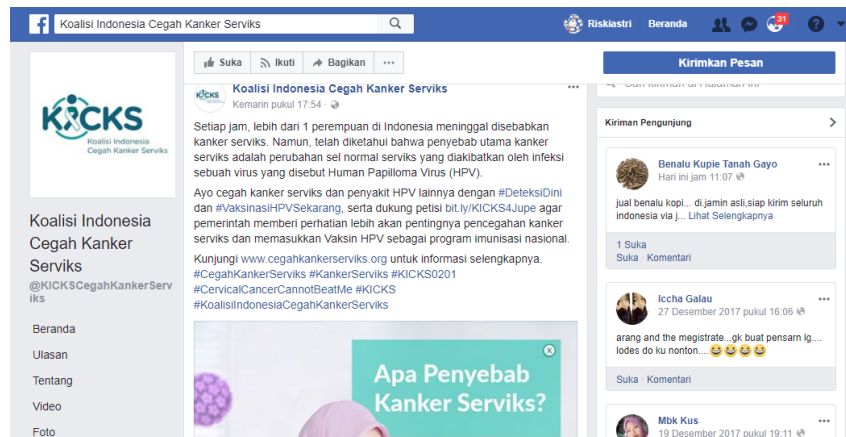 Koalisi Indonesia Cegah Kanker Serviks
Riskiastri Beranda 31
KICKS
Koalisi Indonesia
Cegah Kanker Serviks
Koalisi Indonesia
Cegah Kanker
Serviks
@KICKSCegahKankerServ
iks
Beranda
Ulasan
Tentang
Video
Foto
Suka Ikuti Bagikan ...
Kirimkan Pesan
KICKS
Koalisi Indonesia Cegah Kanker Serviks
Kemarin pukul 17:54 ·
Setiap jam, lebih dari 1 perempuan di Indonesia meninggal disebabkan
kanker serviks. Namun, telah diketahui bahwa penyebab utama kanker
serviks adalah perubahan sel normal serviks yang diakibatkan oleh infeksi
sebuah virus yang disebut Human Papilloma Virus (HPV).
Ayo cegah kanker serviks dan penyakit HPV lainnya dengan #DeteksiDini
dan #VaksinasiHPVSekarang, serta dukung petisi bit.ly/KICKS4Jupe agar
pemerintah memberi perhatian lebih akan pentingnya pencegahan kanker
serviks dan memasukkan Vaksin HPV sebagai program imunisasi nasional.
Kunjungi www.cegahkankerserviks.org untuk informasi selengkapnya.
#CegahKankerServiks #KankerServiks #KICKS0201
#CervicalCancerCannotBeatMe #KICKS
#KoalisiIndonesiaCegahKankerServiks
Apa Penyebab
Kanker Serviks?
Kiriman Pengunjung
Benalu Kupie Tanah Gayo
Hari ini jam 11:07
jual benalu kopi... di.jamin asli,siap kirim seluruh
indonesia via j... Lihat Selengkapnya
1 Suka
Suka · Komentari
Iccha Galau
27 Desember 2017 pukul 16:06
arang and the megistrate...gk buat pensarn lg....
lodes do ku nonton....
Suka · Komentari
Mbk Kus
19 Desember 2017 pukul 19:11